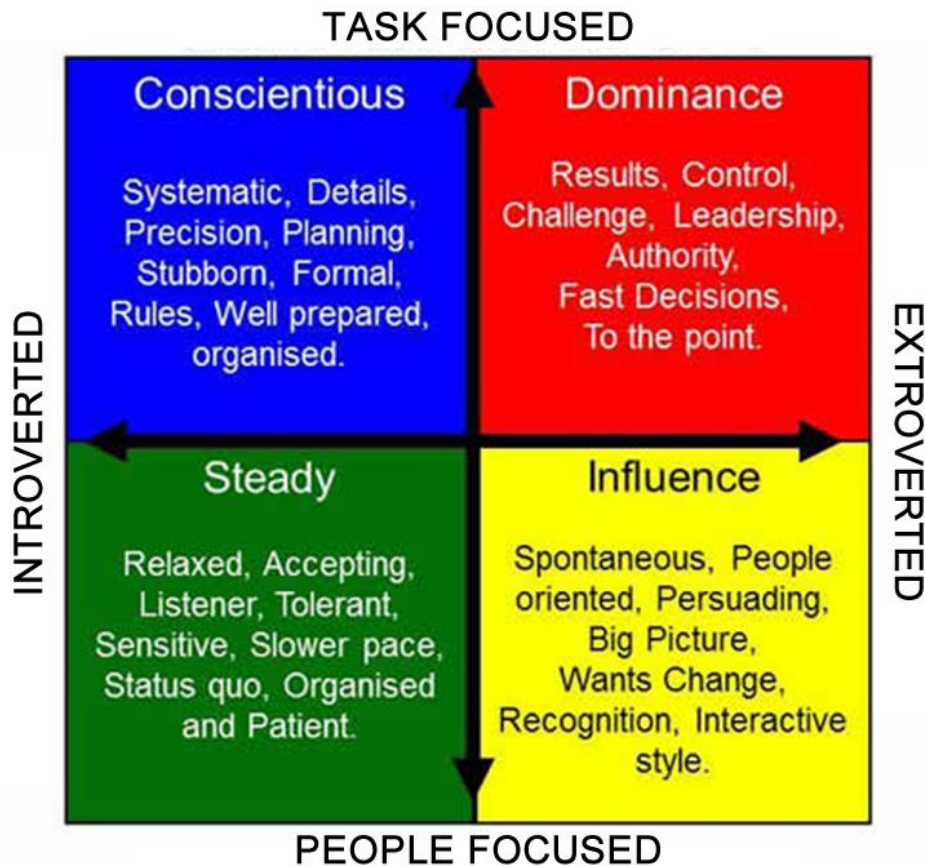 TASK FOCUSED
Conscientious
Systematic, Details,
Precision, Planning,
Stubborn, Formal,
Rules, Well prepared,
organised.
Dominance
Results, Control,
Challenge, Leadership,
Authority,
Fast Decisions,
To the point.
INTROVERTED
EXTROVERTED
Steady
Relaxed, Accepting,
Listener, Tolerant,
Sensitive, Slower pace,
Status quo, Organised
and Patient.
Influence
Spontaneous, People
oriented, Persuading,
Big Picture,
Wants Change,
Recognition, Interactive
style.
PEOPLE FOCUSED